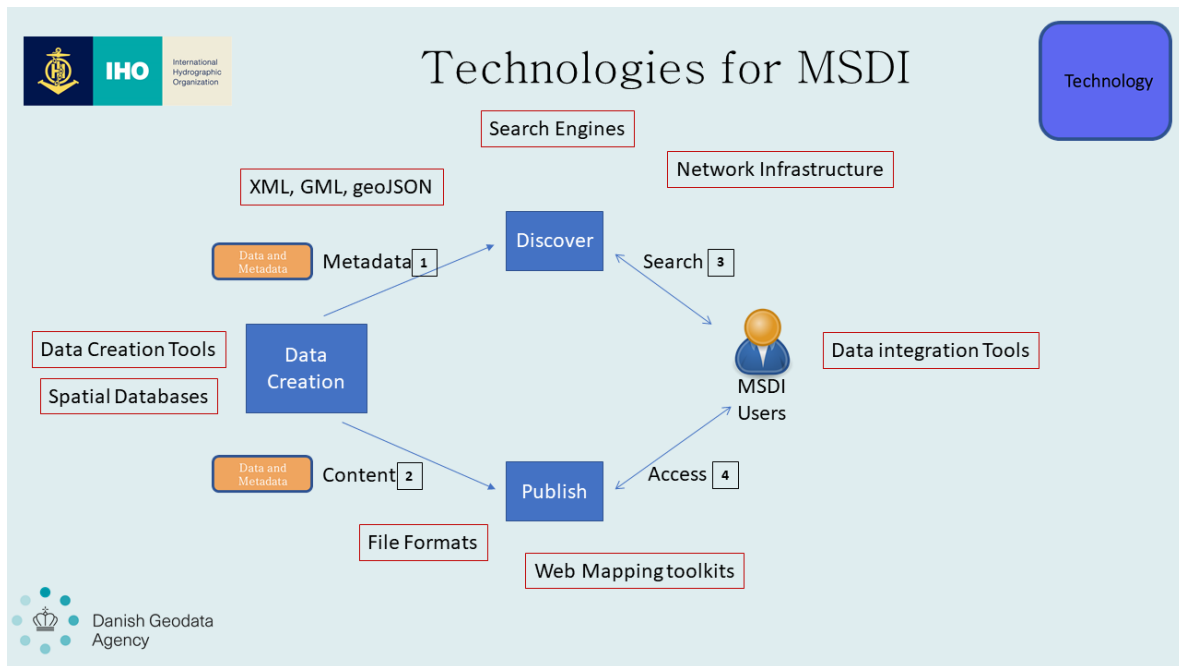 IHO
International
Hydrographic
Organization
Technologies for MSDI
Technology
Search Engines
Network Infrastructure
XML, GML, geoJSON
Discover
Data and
Metadata
Metadata 1
Search 3
Data Creation Tools
Data
Creation
Spatial Databases
MSDI
Users
Data integration Tools
Data and
Metadata
Content 2
Publish
Access 4
File Formats
Web Mapping toolkits
Danish Geodata
Agency